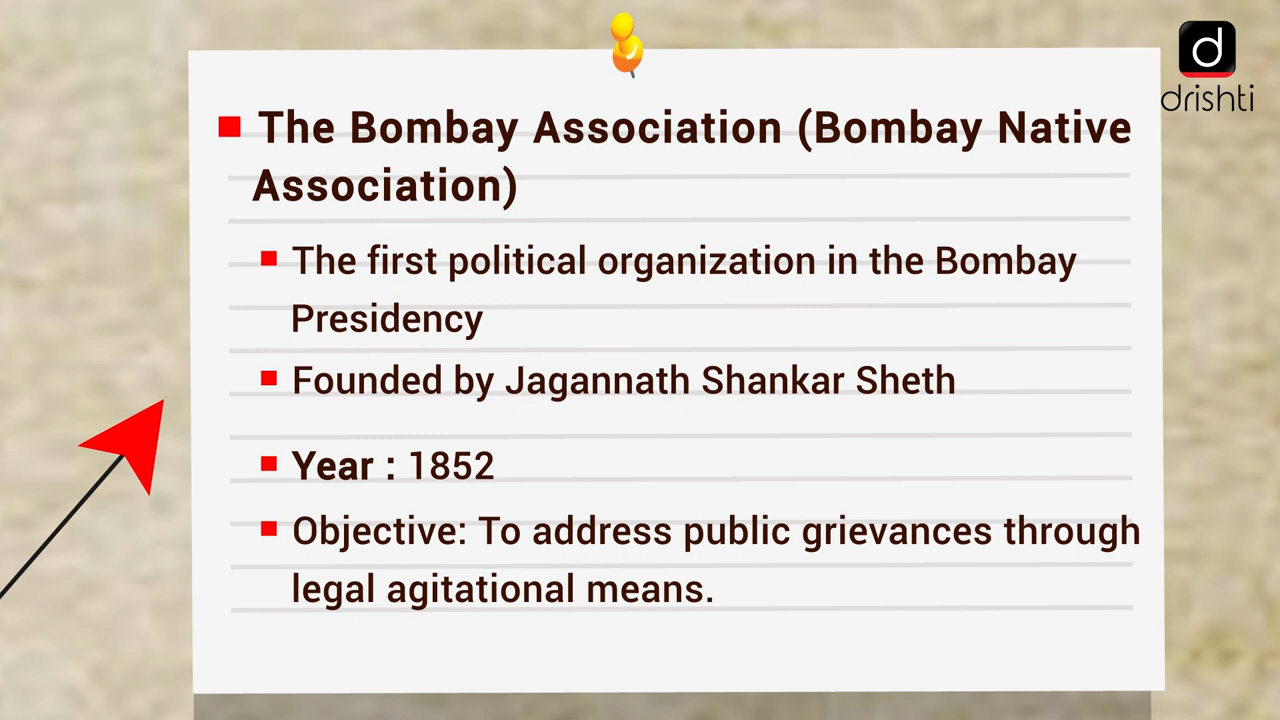 The Bombay Association (Bombay Native
Association)
The first political organization in the Bombay
Presidency
Founded by Jagannath Shankar Sheth
Year : 1852
Objective: To address public grievances through
legal agitational means.
d
drishti